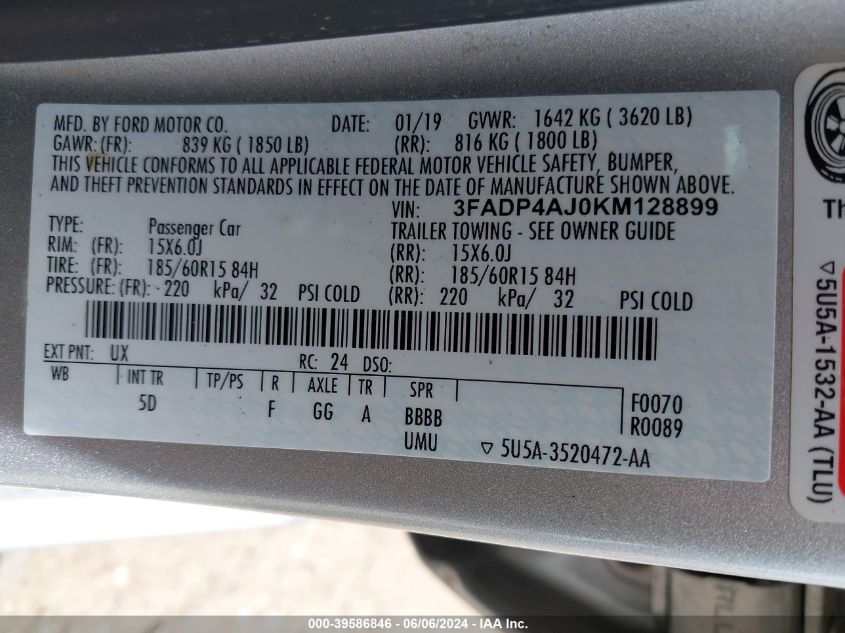 MFD. BY FORD MOTOR CO. DATE: 01/19 GVWR: 1642 KG ( 3620 LB)
GAWR:(FR): 839 KG ( 1850 LB) (RR): 816 KG ( 1800 LB)
THIS VEHICLE CONFORMS TO ALL APPLICABLE FEDERAL MOTOR VEHICLE SAFETY, BUMPER,
AND THEFT PREVENTION STANDARDS IN EFFECT ON THE DATE OF MANUFACTURE SHOWN ABOVE.
VIN: 3FADP4AJ0KM128899
TYPE: Passenger Car TRAILER TOWING - SEE OWNER GUIDE
RIM: (FR): 15X6.0J (RR): 15X6.0J
TIRE: (FR): 185/60R15 84H (RR): 185/60R15 84H
PRESSURE: (FR): 220 kPa/ 32 PSI COLD (RR): 220 kPa/ 32 PSI COLD
EXT PNT: UX RC: 24 DSO:
WB INT TR TP/PS R AXLE TR SPR F0070
5D F GG A BBBB R0089
UMU ▽ 5U5A-3520472-AA
Th
▽5U5A-1532-AA (TLU)
000-39586846 - 06/06/2024 - IAAI.com.